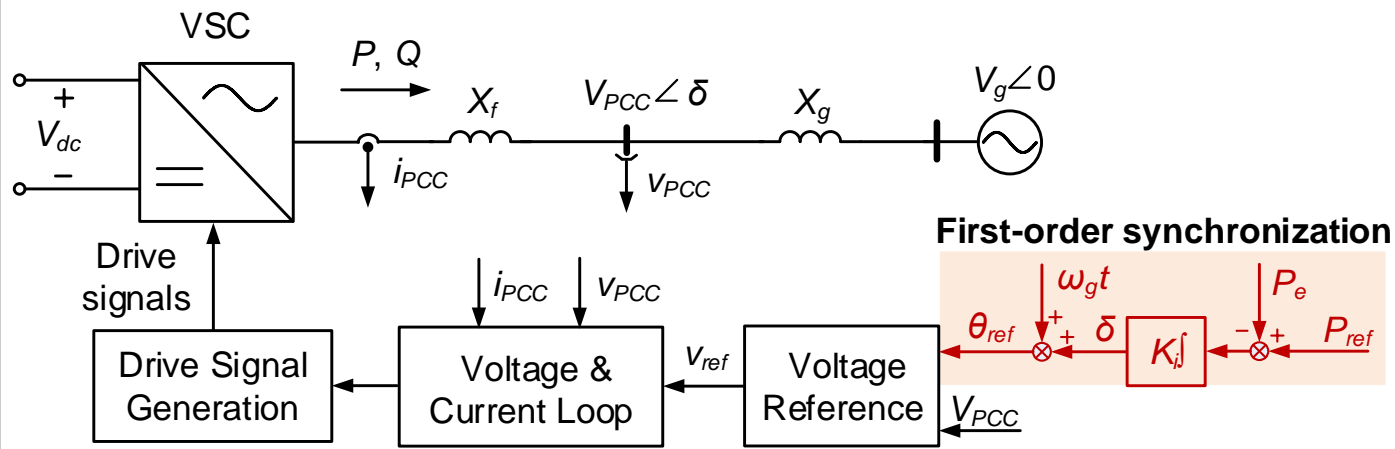 VSC
P, Q
X_f
V_PCC∠δ
X_g
V_g∠0
+
V_dc
−
i_PCC
v_PCC
First-order synchronization
Drive
signals
i_PCC
v_PCC
ω_g t
P_e
θ_ref
+
+
δ
K_i∫
−
+
P_ref
Drive Signal
Generation
Voltage &
Current Loop
v_ref
Voltage
Reference
V_PCC